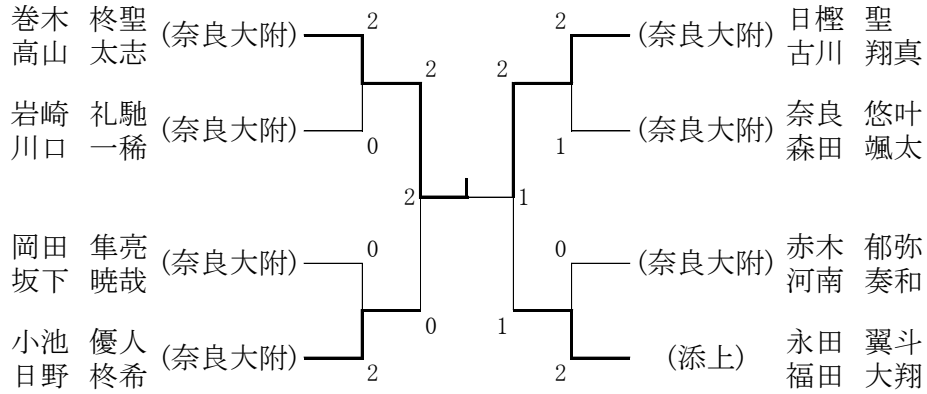 巻木 柊聖 (奈良大附) 2
高山 太志
2
岩崎 礼馳 (奈良大附) 0
川口 一稀
2
岡田 隼亮 (奈良大附) 0
坂下 暁哉
0
小池 優人 (奈良大附) 2
日野 柊希
2 (奈良大附) 日樫 聖
古川 翔真
2
1 (奈良大附) 奈良 悠叶
森田 颯太
1
0 (奈良大附) 赤木 郁弥
河南 奏和
1
2 (添上) 永田 翼斗
福田 大翔